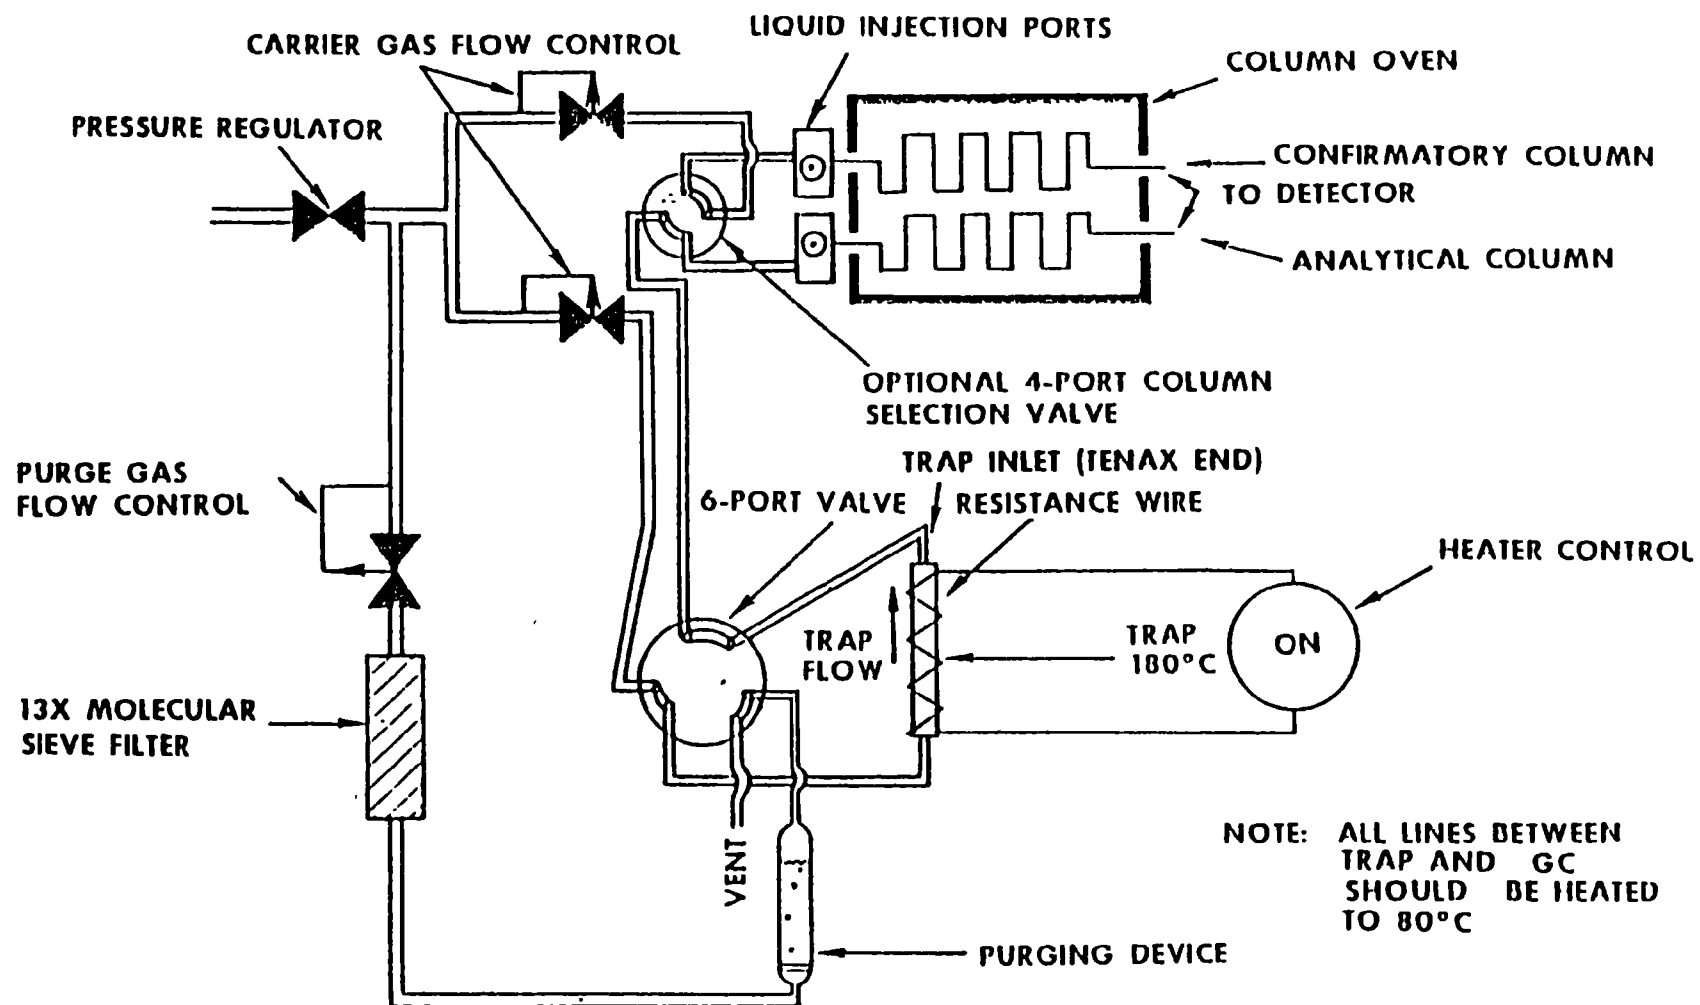 LIQUID INJECTION PORTS
CARRIER GAS FLOW CONTROL
COLUMN OVEN
PRESSURE REGULATOR
CONFIRMATORY COLUMN
TO DETECTOR
ANALYTICAL COLUMN
OPTIONAL 4-PORT COLUMN
SELECTION VALVE
PURGE GAS
FLOW CONTROL
TRAP INLET (TENAX END)
6-PORT VALVE
RESISTANCE WIRE
HEATER CONTROL
TRAP
FLOW
TRAP
180°C
ON
13X MOLECULAR
SIEVE FILTER
VENT
NOTE: ALL LINES BETWEEN
TRAP AND GC
SHOULD BE HEATED
TO 80°C
PURGING DEVICE